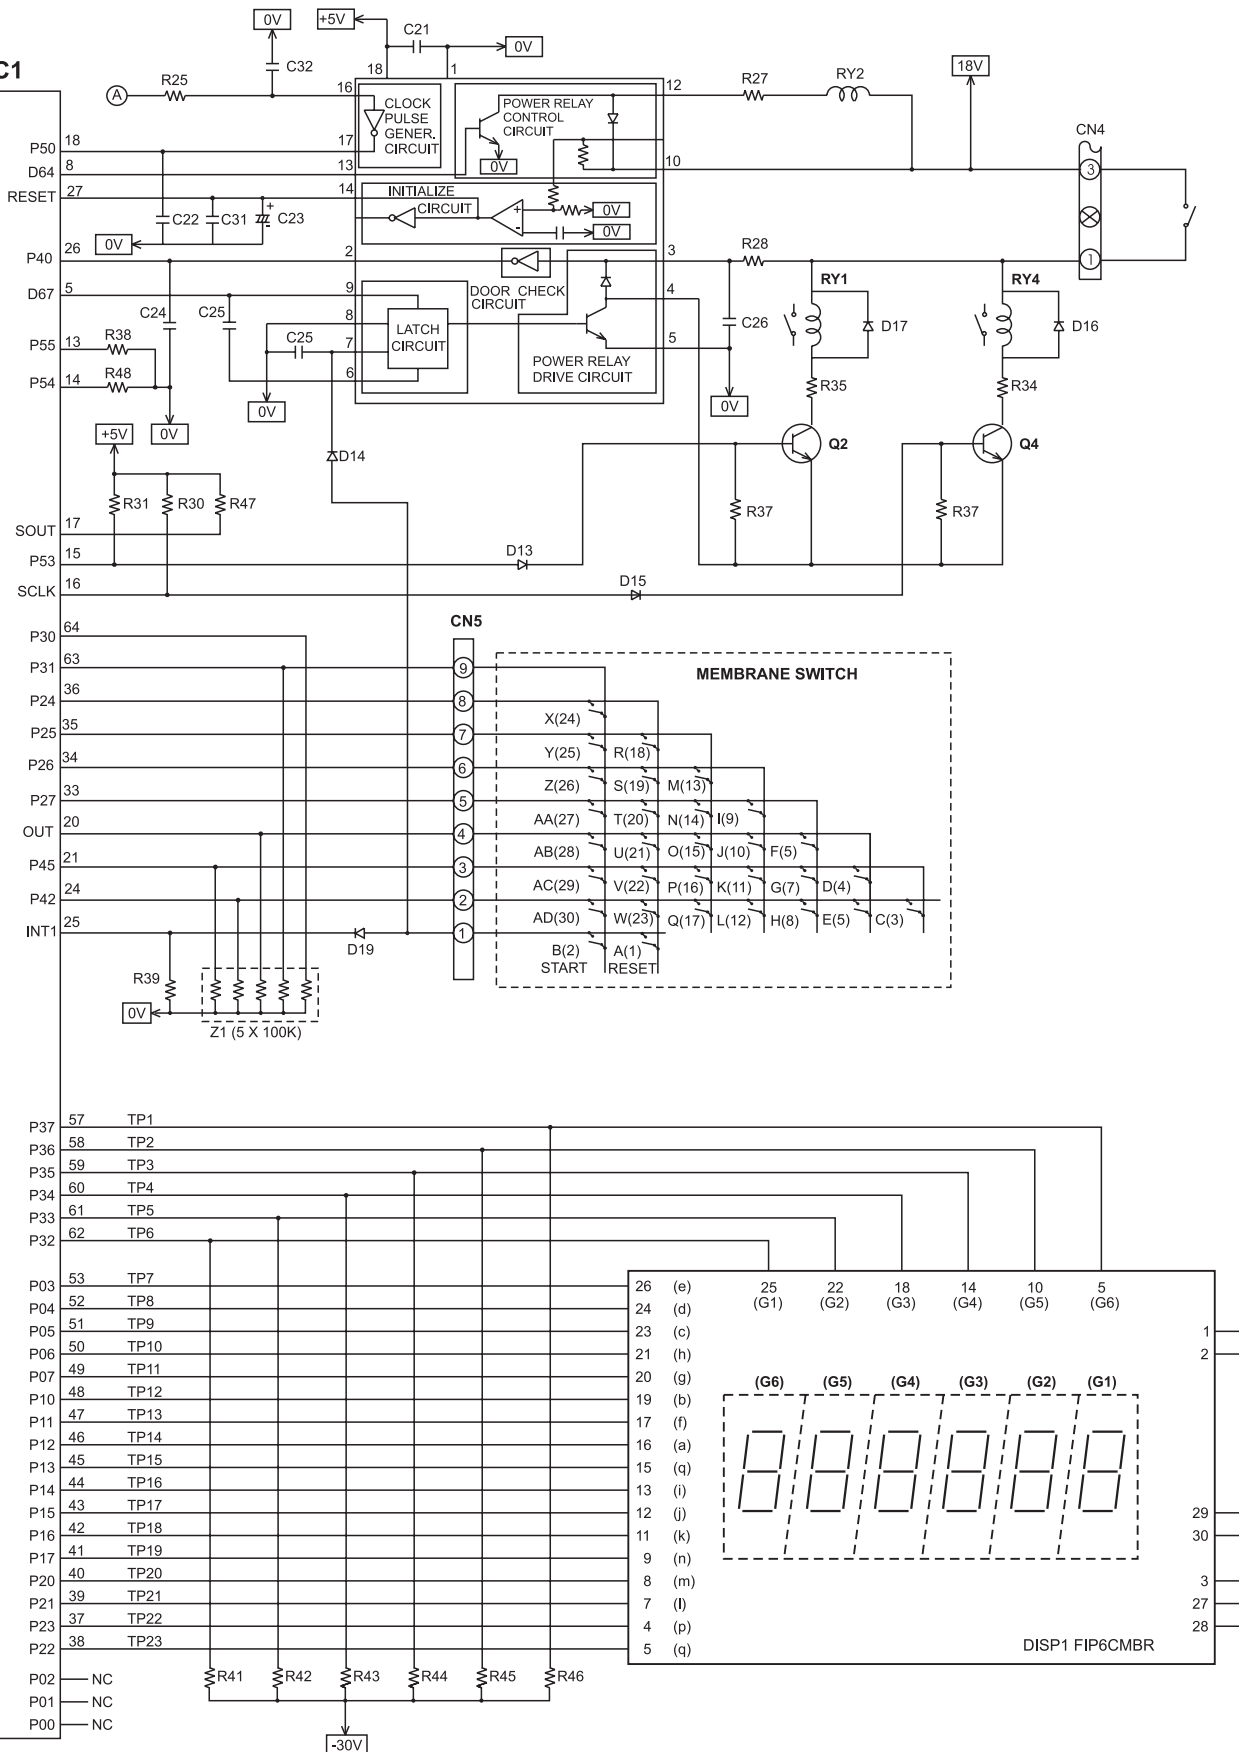 0V
+5V
C21
0V
C1
C32
18
1
18V
A
R25
16
CLOCK
PULSE
GENER.
CIRCUIT
POWER RELAY
CONTROL
CIRCUIT
0V
12
R27
RY2
CN4
P50
18
17
D64
8
13
10
3
RESET
27
14
INITIALIZE
CIRCUIT
+
-
0V
0V
C22
C31
+
-
C23
0V
P40
26
2
3
R28
1
D67
5
9
DOOR CHECK
CIRCUIT
4
RY1
RY4
C24
C25
8
LATCH
CIRCUIT
C26
D17
D16
P55
13
R38
C25
7
5
P54
14
R48
6
POWER RELAY
DRIVE CIRCUIT
R35
R34
0V
0V
0V
+5V
D14
Q2
Q4
R31
R30
R47
R37
R37
SOUT
17
P53
15
D13
SCLK
16
D15
CN5
P30
64
P31
63
9
MEMBRANE SWITCH
P24
36
8
X(24)
P25
35
7
Y(25)
R(18)
P26
34
6
Z(26)
S(19)
M(13)
P27
33
5
AA(27)
T(20)
N(14)
I(9)
OUT
20
4
AB(28)
U(21)
O(15)
J(10)
F(5)
P45
21
3
AC(29)
V(22)
P(16)
K(11)
G(7)
D(4)
P42
24
2
AD(30)
W(23)
Q(17)
L(12)
H(8)
E(5)
C(3)
INT1
25
D19
1
B(2)
START
A(1)
RESET
R39
0V
Z1 (5 X 100K)
P37 57 TP1
P36 58 TP2
P35 59 TP3
P34 60 TP4
P33 61 TP5
P32 62 TP6
25 22 18 14 10 5
(G1) (G2) (G3) (G4) (G5) (G6)
P03 53 TP7 26 (e)
P04 52 TP8 24 (d)
P05 51 TP9 23 (c) 1
P06 50 TP10 21 (h) 2
P07 49 TP11 20 (g)
(G6) (G5) (G4) (G3) (G2) (G1)
P10 48 TP12 19 (b)
P11 47 TP13 17 (f)
P12 46 TP14 16 (a)
P13 45 TP15 15 (q)
P14 44 TP16 13 (i)
P15 43 TP17 12 (j) 29
P16 42 TP18 11 (k) 30
P17 41 TP19 9 (n)
P20 40 TP20 8 (m) 3
P21 39 TP21 7 (l) 27
P23 37 TP22 4 (p) 28
P22 38 TP23 5 (q)
DISP1 FIP6CMBR
P02 NC
R41 R42 R43 R44 R45 R46
P01 NC
P00 NC
-30V